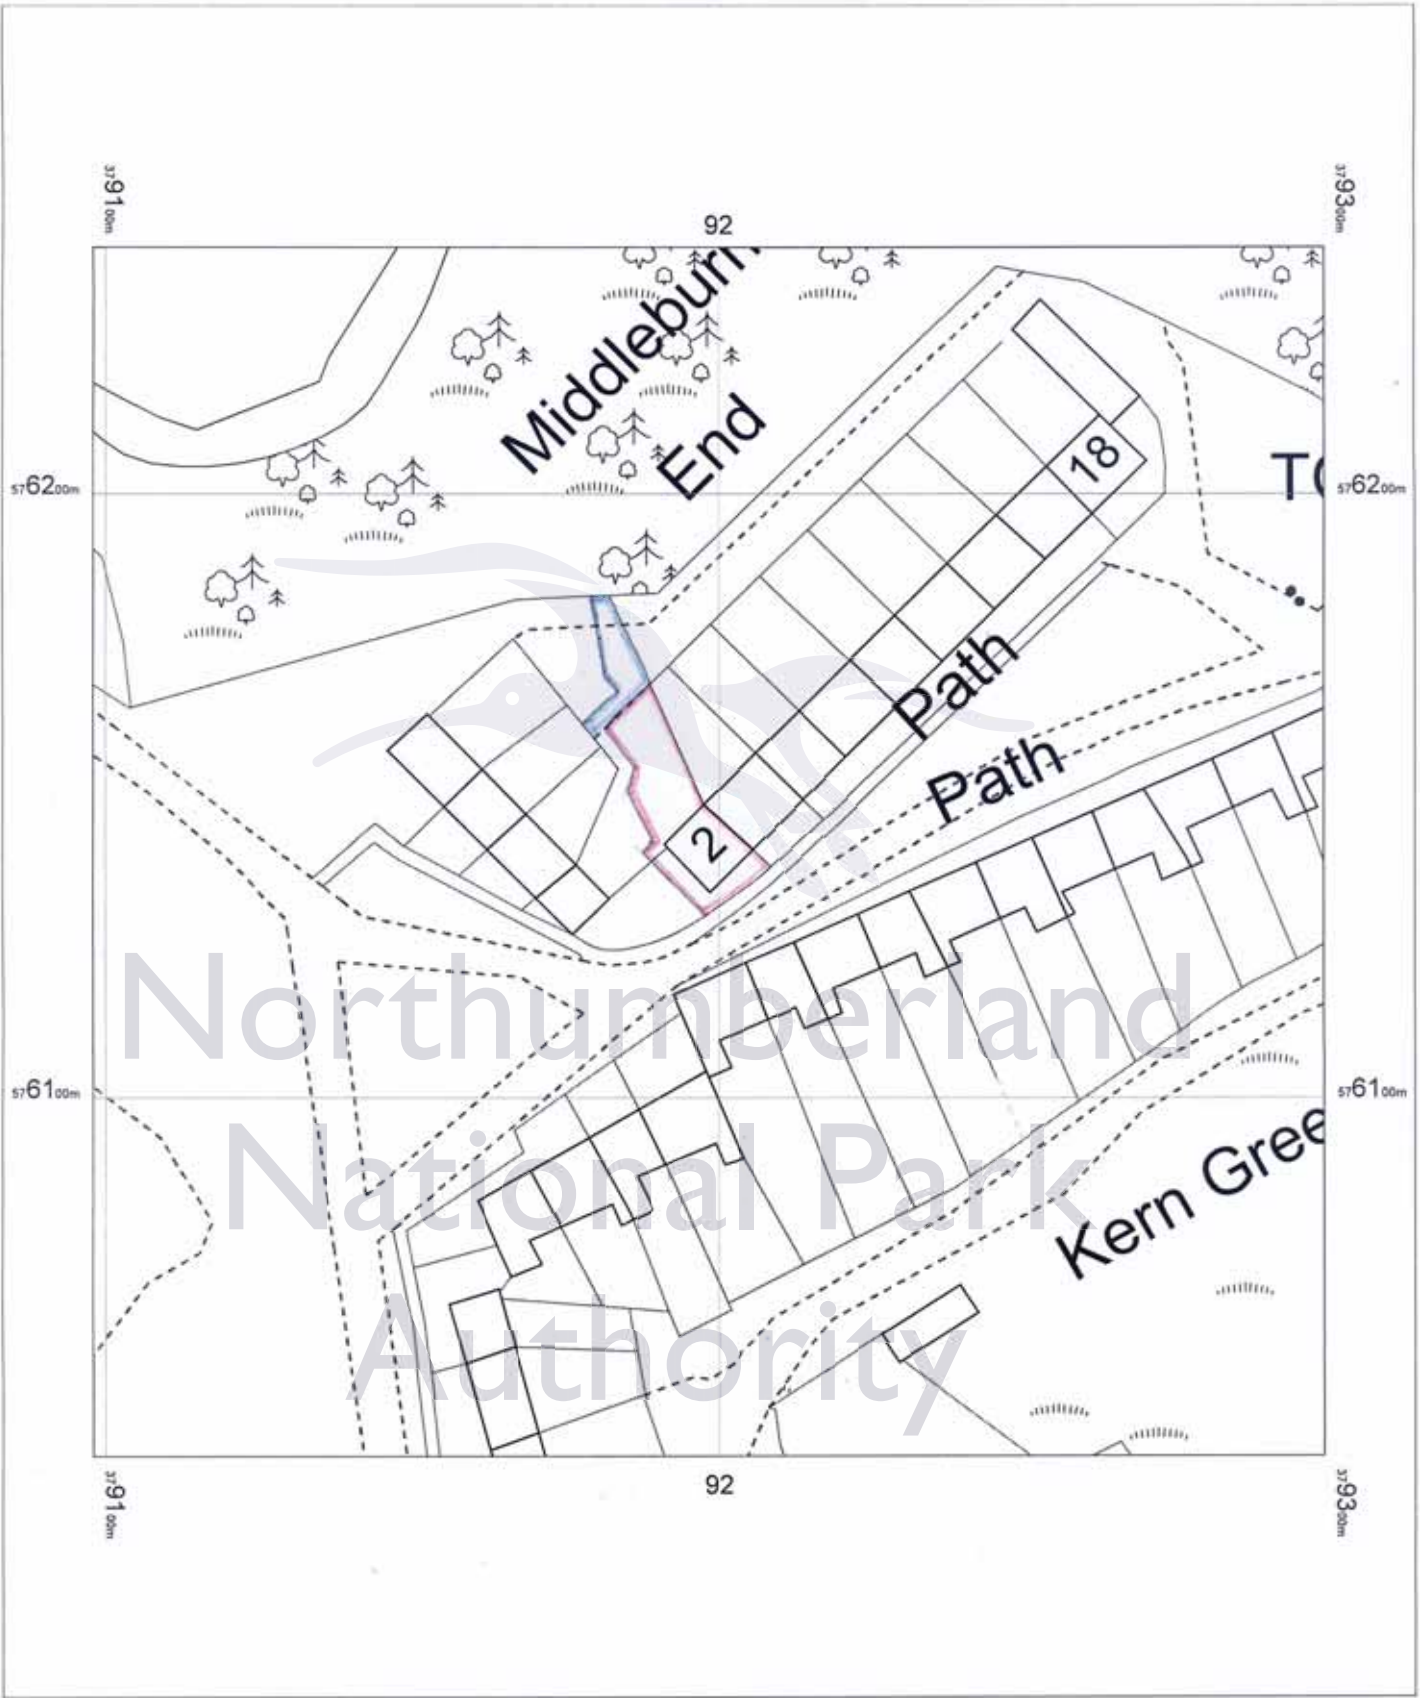 3791 00m
92
3793 00m
Middleburn
End
18
5762 00m
5762 00m
Path
Path
2
Northumberland
5761 00m
5761 00m
National Park
Kern Gree
Authority
3791 00m
92
3793 00m